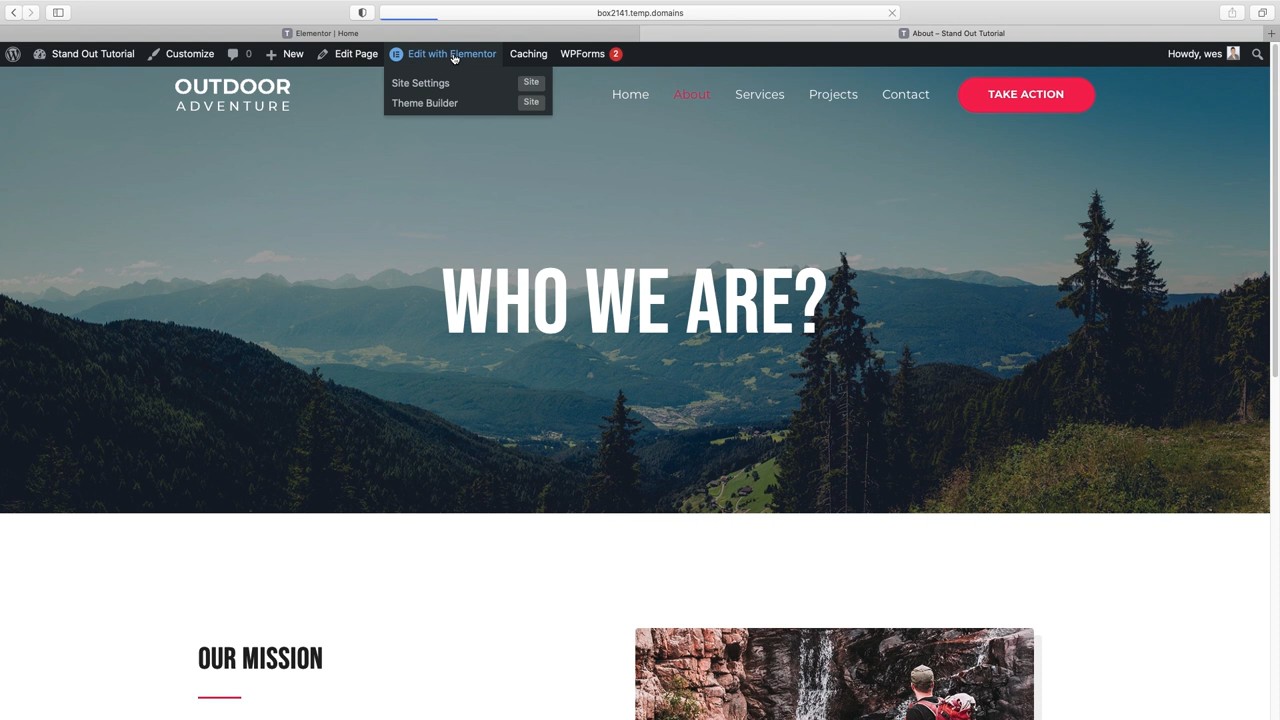 box2141.temp.domains
Elementor | Home
About – Stand Out Tutorial
Stand Out Tutorial Customize 0 New Edit Page Edit with Elementor Caching WPForms 2 Howdy, wes
Site Settings Site
Theme Builder Site
OUTDOOR
ADVENTURE
Home About Services Projects Contact TAKE ACTION
WHO WE ARE?
OUR MISSION